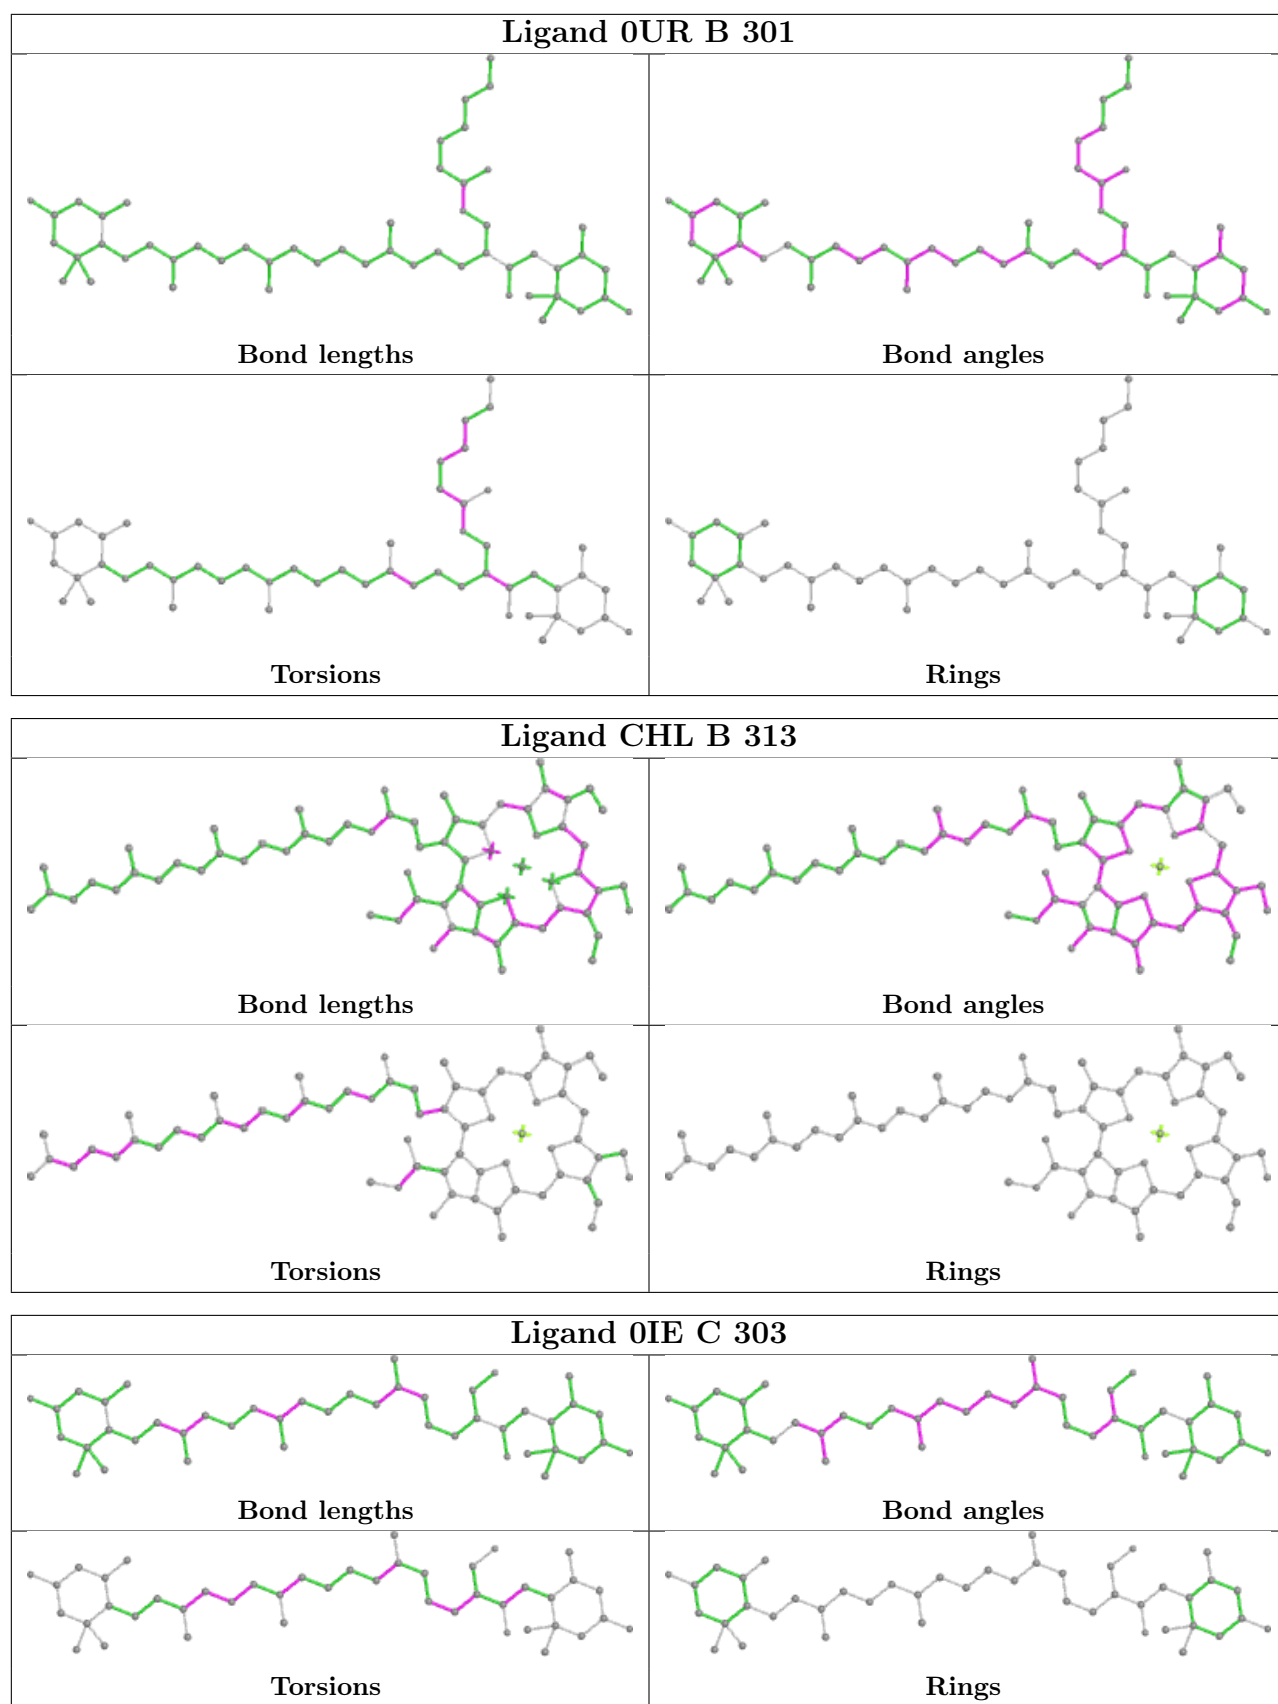 Ligand 0UR B 301
Bond lengths
Bond angles
Torsions
Rings
Ligand CHL B 313
Bond lengths
Bond angles
Torsions
Rings
Ligand 0IE C 303
Bond lengths
Bond angles
Torsions
Rings